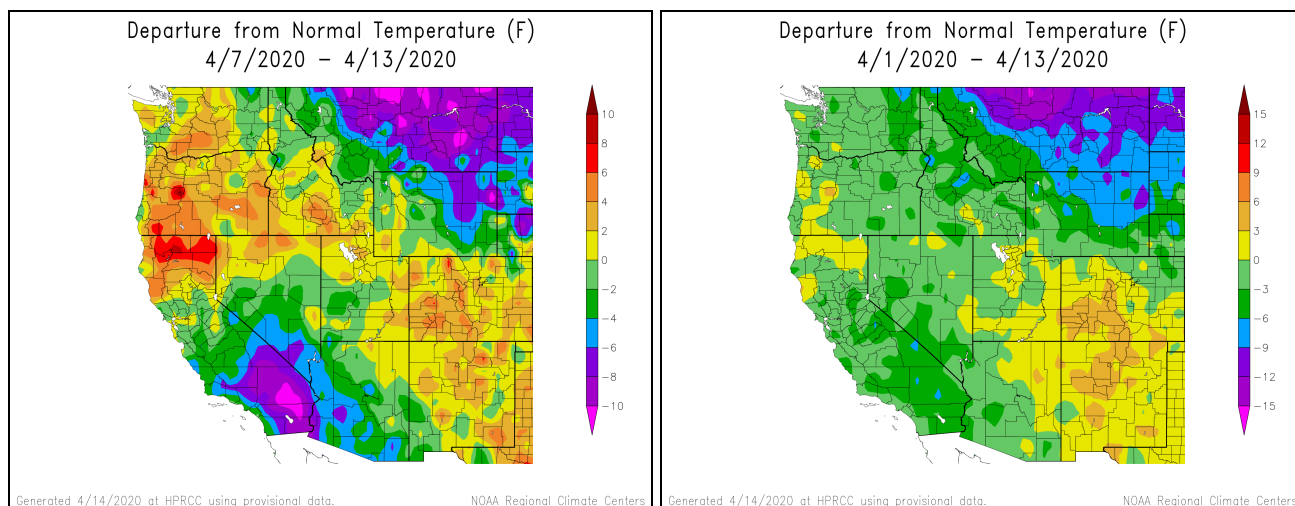 Departure from Normal Temperature (F)
4/7/2020 – 4/13/2020
10
8
6
4
2
0
−2
−4
−6
−8
−10
Generated 4/14/2020 at HPRCC using provisional data.
NOAA Regional Climate Centers
Departure from Normal Temperature (F)
4/1/2020 – 4/13/2020
15
12
9
6
3
0
−3
−6
−9
−12
−15
Generated 4/14/2020 at HPRCC using provisional data.
NOAA Regional Climate Centers